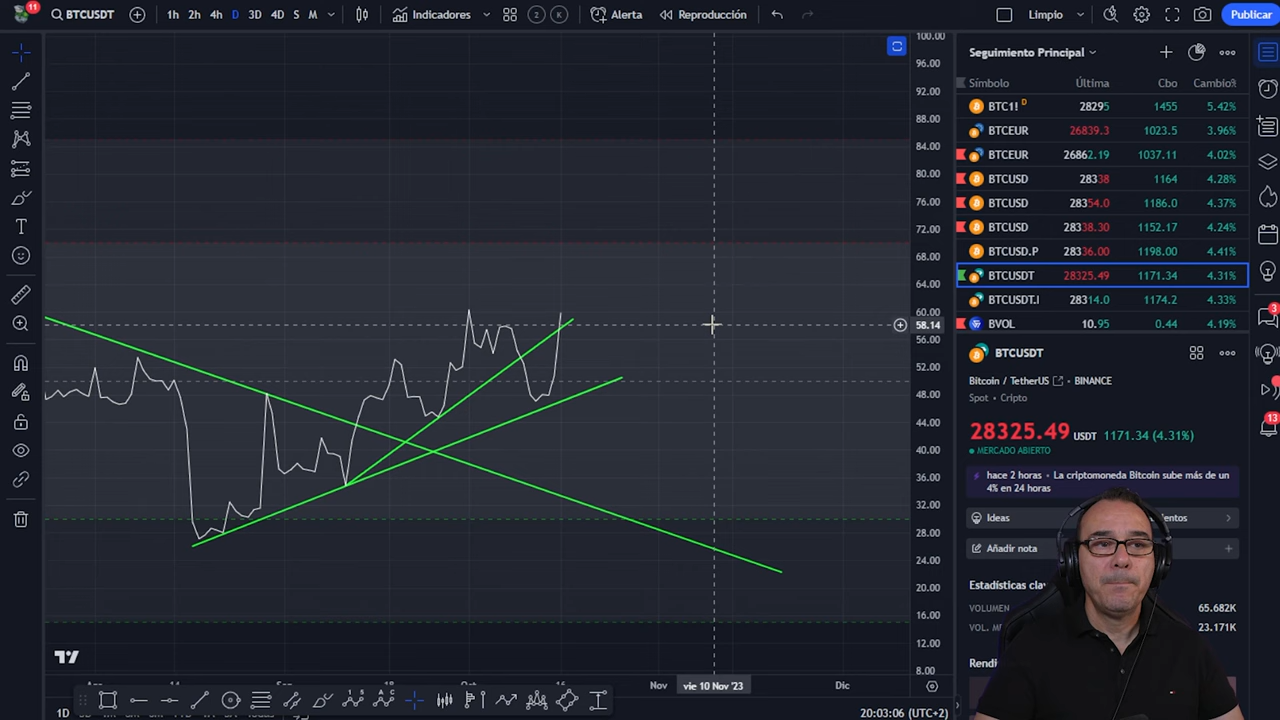 11 BTCUSDT 1h 2h 4h D 3D 4D S M Indicadores 2 K Alerta Reproducción Limpio Publicar
100.00
96.00
92.00
88.00
84.00
80.00
76.00
72.00
68.00
64.00
60.00
58.14
56.00
52.00
48.00
44.00
40.00
36.00
32.00
28.00
24.00
20.00
16.00
12.00
8.00
Nov vie 10 Nov '23 Dic
1D
20:03:06 (UTC+2)
Seguimiento Principal
Símbolo Última Cbo Cambio%
BTC1! D 28295 1455 5.42%
BTCEUR 26839.3 1023.5 3.96%
BTCEUR 26862.19 1037.11 4.02%
BTCUSD 28338 1164 4.28%
BTCUSD 28354.0 1186.0 4.37%
BTCUSD 28338.30 1152.17 4.24%
BTCUSD.P 28336.00 1198.00 4.41%
BTCUSDT 28325.49 1171.34 4.31%
BTCUSDT.I 28314.0 1174.2 4.33%
BVOL 10.95 0.44 4.19%
BTCUSDT
Bitcoin / TetherUS BINANCE
Spot • Cripto
28325.49 USDT 1171.34 (4.31%)
MERCADO ABIERTO
hace 2 horas • La criptomoneda Bitcoin sube más de
un 4% en 24 horas
Ideas
Añadir nota
Estadísticas cla
VOLUMEN 65.682K
VOL. 23.171K
Rendi
3
13